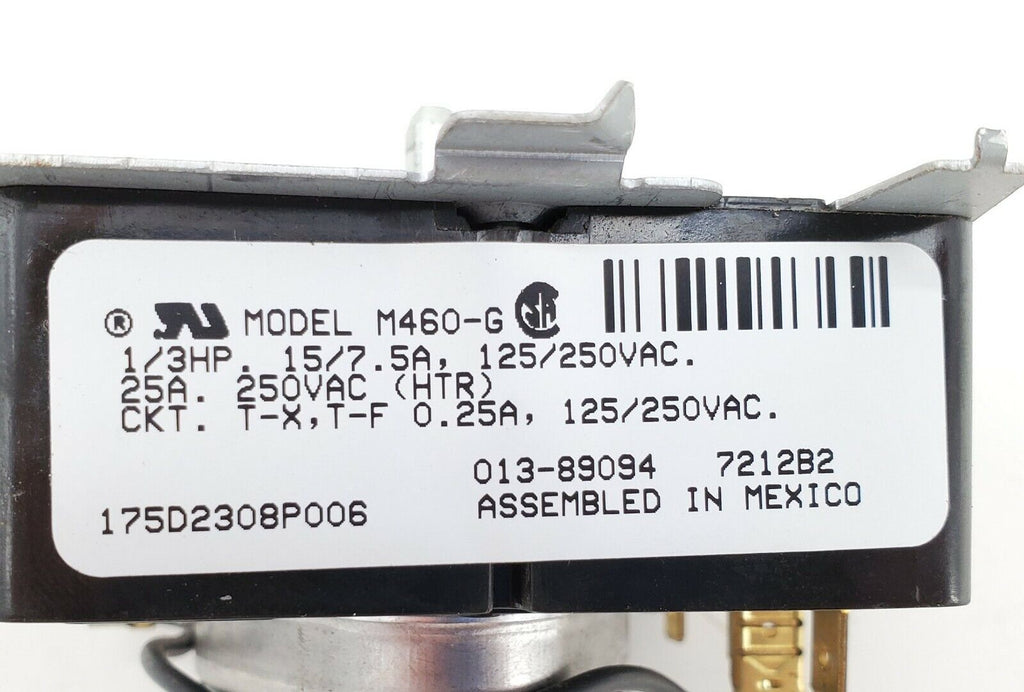 ® MODEL M460-G
1/3HP. 15/7.5A, 125/250VAC.
25A. 250VAC (HTR)
CKT. T-X,T-F 0.25A, 125/250VAC.
013-89094 7212B2
175D2308P006 ASSEMBLED IN MEXICO